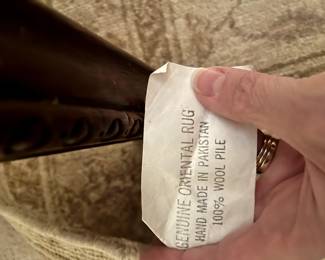 GENUINE ORIENTAL RUG
HAND MADE IN PAKISTAN
100% WOOL PILE